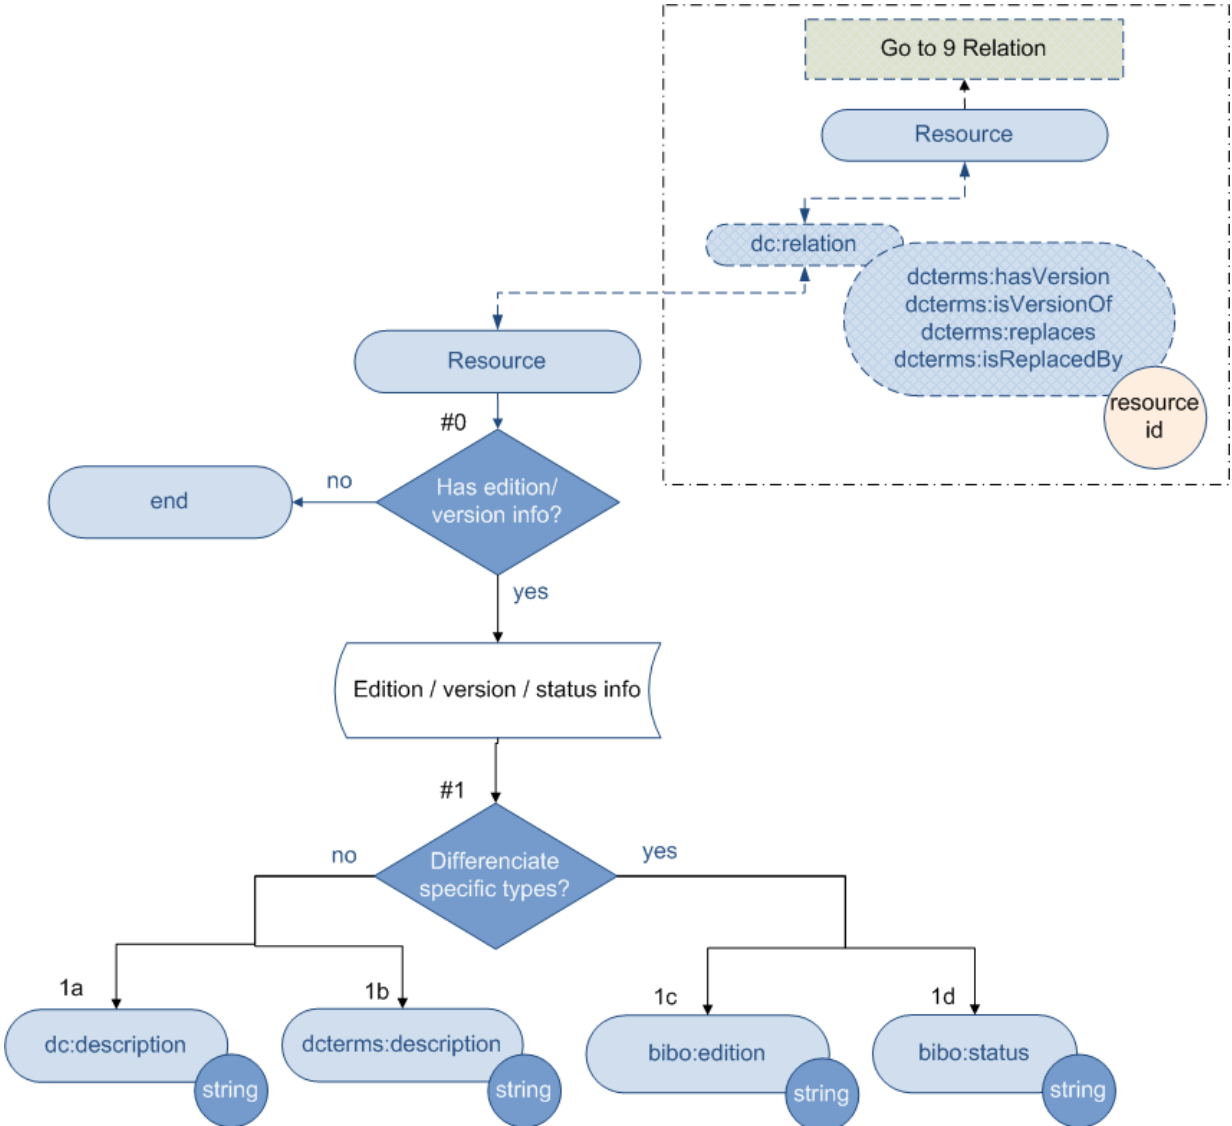 Go to 9 Relation
Resource
dc:relation
dcterms:hasVersion
dcterms:isVersionOf
dcterms:replaces
dcterms:isReplacedBy
resource
id
Resource
#0
Has edition/
version info?
no
end
yes
Edition / version / status info
#1
Differenciate
specific types?
no
yes
1a
1b
1c
1d
dc:description
string
dcterms:description
string
bibo:edition
string
bibo:status
string